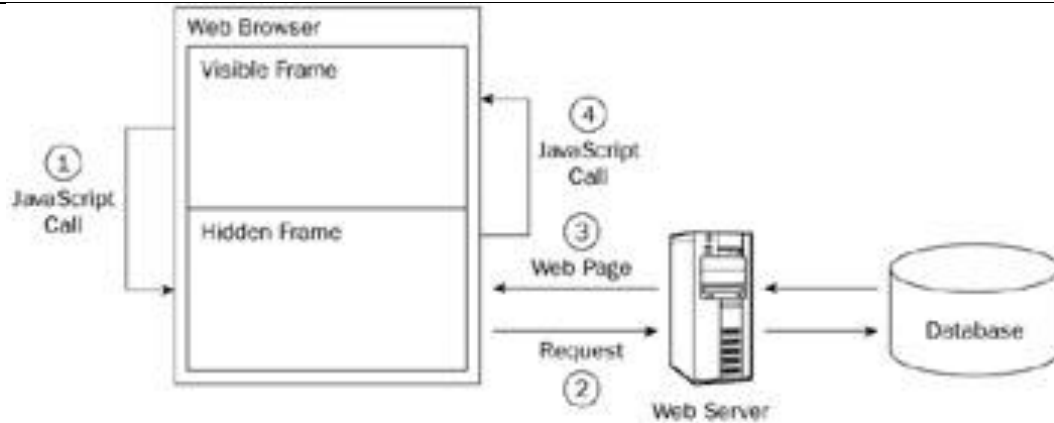 Web Browser
Visible Frame
1
JavaScript
Call
4
JavaScript
Call
Hidden Frame
3
Web Page
Request
2
Web Server
Database